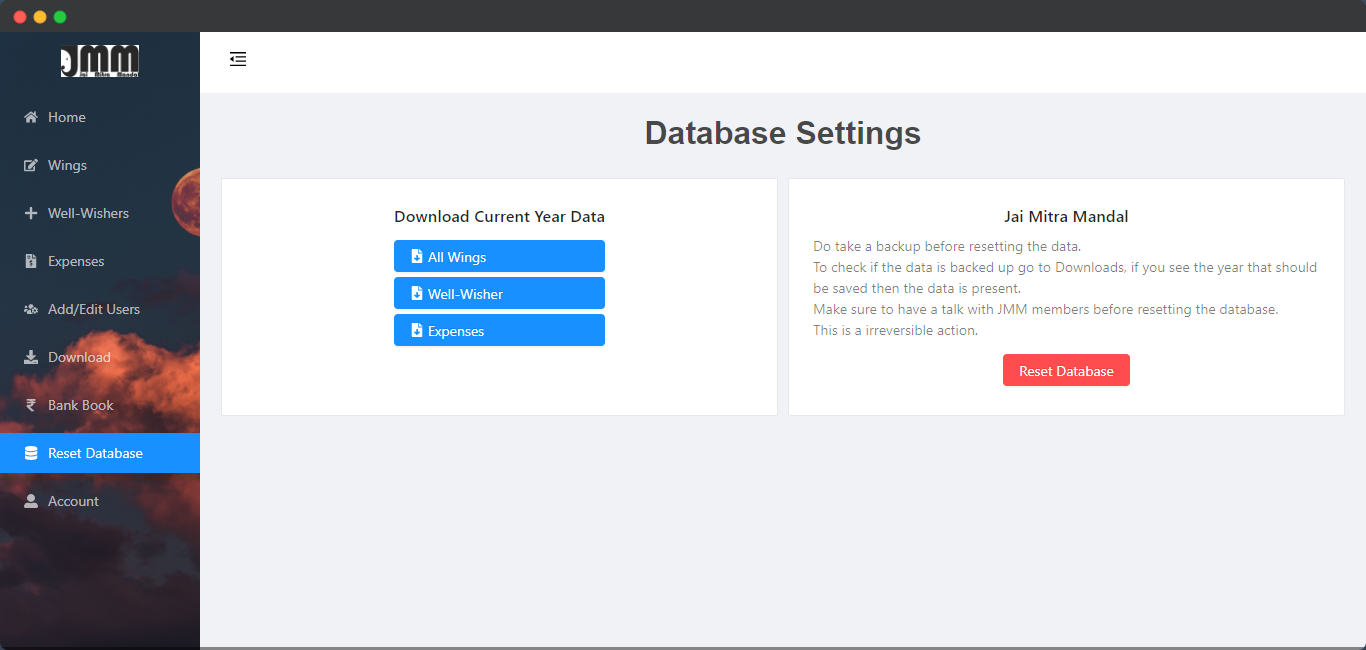 JMM
Jai Mitra Mandal
Home
Wings
Well-Wishers
Expenses
Add/Edit Users
Download
Bank Book
Reset Database
Account
Database Settings
Download Current Year Data
All Wings
Well-Wisher
Expenses
Jai Mitra Mandal
Do take a backup before resetting the data.
To check if the data is backed up go to Downloads, if you see the year that should
be saved then the data is present.
Make sure to have a talk with JMM members before resetting the database.
This is a irreversible action.
Reset Database